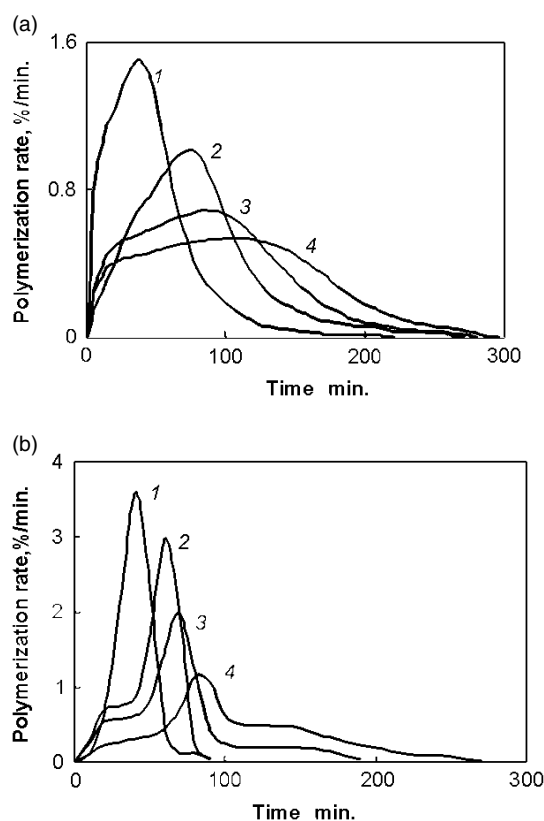 (a)
1.6
1
2
0.8
3
4
0
0 100 200 300
Polymerization rate, %/min.
Time min.
(b)
4
1
3
2
2
3
4
1
0
0 100 200 300
Polymerization rate,%/min.
Time min.